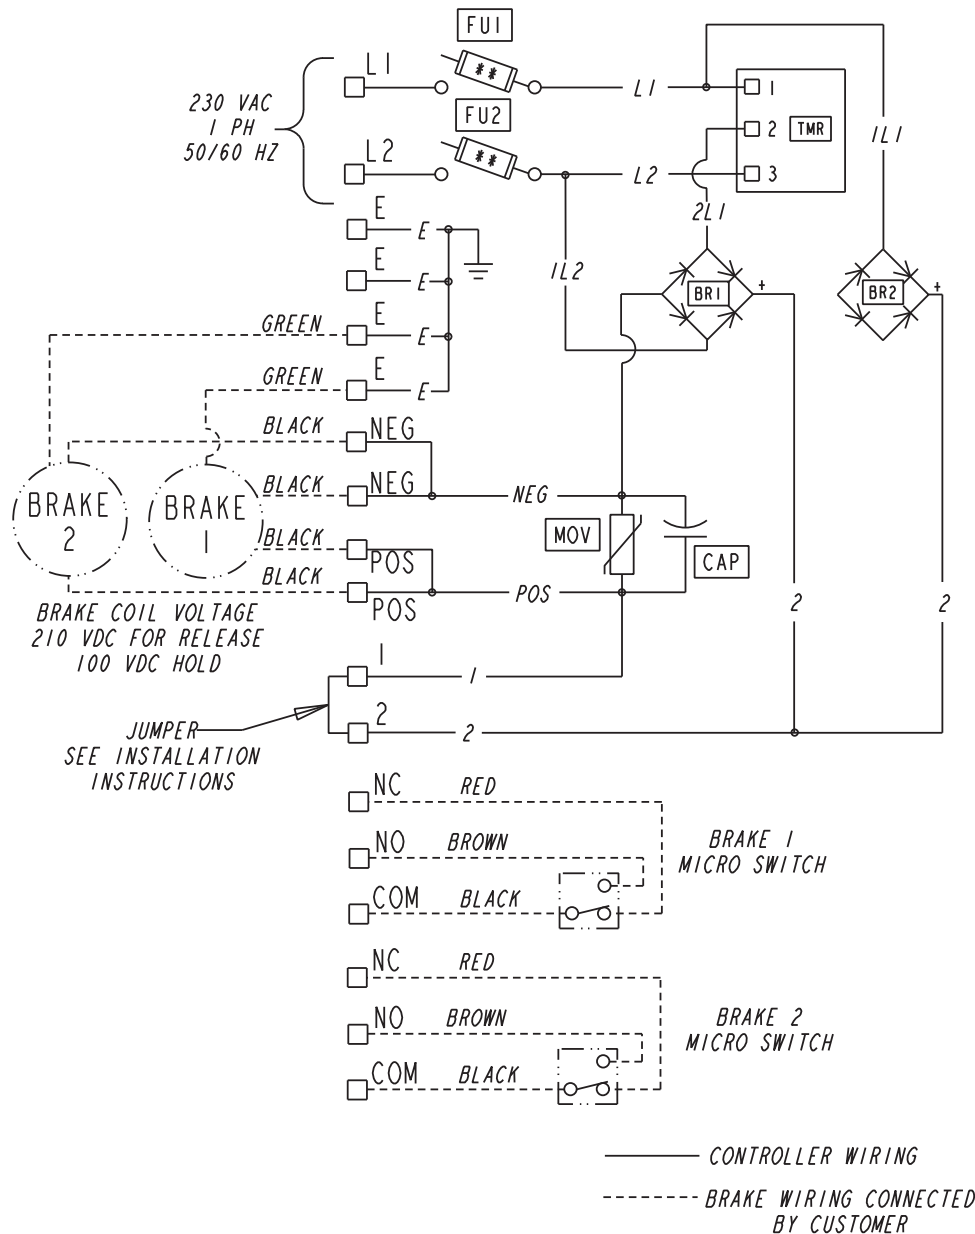 FU1
L1
**
L1
1
230 VAC
1 PH
50/60 HZ
FU2
2
TMR
1L1
L2
**
L2
3
2L1
E
E
1L2
E
E
BR1
+
BR2
+
E
GREEN
E
E
GREEN
E
BLACK
NEG
BLACK
NEG
NEG
BRAKE
2
BRAKE
1
BLACK
POS
MOV
CAP
BLACK
POS
POS
2
2
BRAKE COIL VOLTAGE
210 VDC FOR RELEASE
100 VDC HOLD
1
1
2
2
JUMPER
SEE INSTALLATION
INSTRUCTIONS
NC
RED
NO
BROWN
BRAKE 1
MICRO SWITCH
COM
BLACK
NC
RED
NO
BROWN
BRAKE 2
MICRO SWITCH
COM
BLACK
CONTROLLER WIRING
BRAKE WIRING CONNECTED
BY CUSTOMER